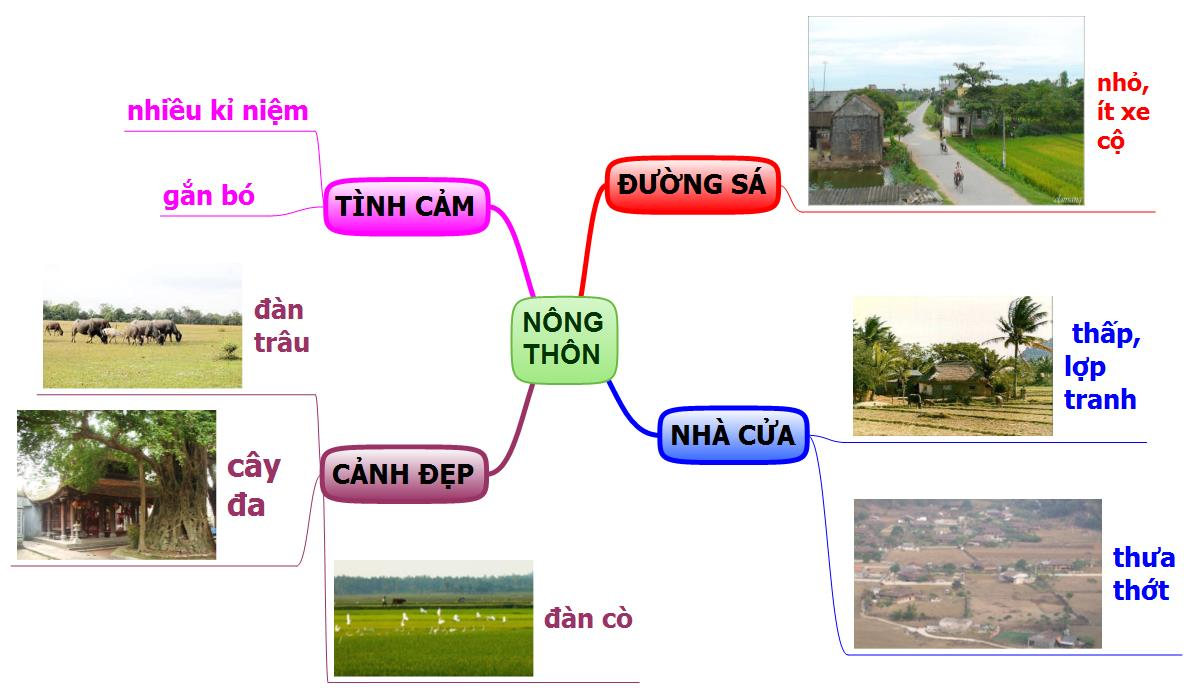 NÔNG
THÔN
ĐƯỜNG SÁ
nhỏ,
ít xe
cộ
NHÀ CỬA
thấp,
lợp
tranh
thưa
thớt
CẢNH ĐẸP
đàn
trâu
cây
đa
đàn cò
TÌNH CẢM
nhiều kỉ niệm
gắn bó